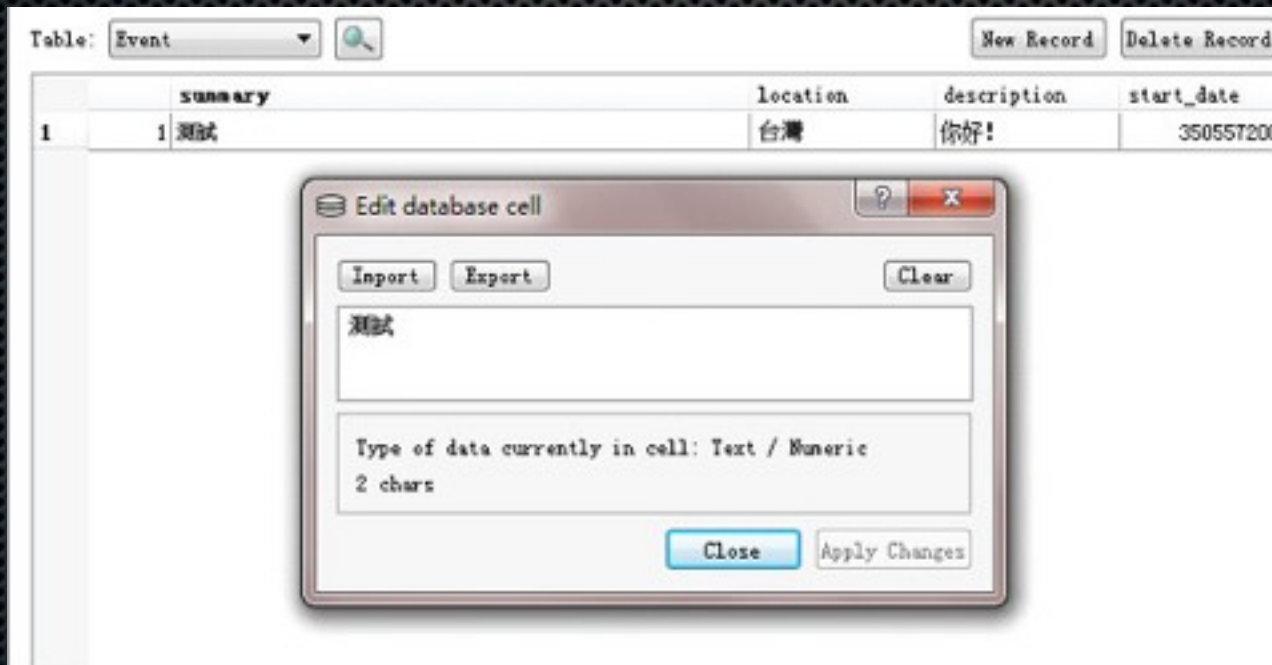 Table: Event
New Record Delete Record
summary location description start_date
1 1 測試 台灣 你好! 350557200
Edit database cell
Import Export Clear
測試
Type of data currently in cell: Text / Numeric
2 chars
Close Apply Changes